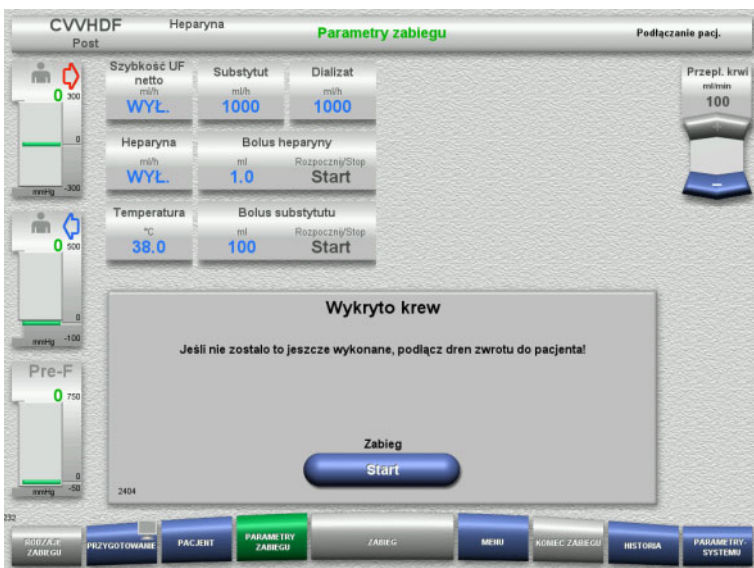 CVVHDF
Post
Heparyna
Parametry zabiegu
Podłączanie pacj.
Szybkość UF netto
ml/h
WYŁ.
Substytut
ml/h
1000
Dializat
ml/h
1000
Przepl. krwi
ml/min
100
+
−
0
300
0
mmHg -300
Heparyna
ml/h
WYŁ.
Bolus heparyny
ml
1.0
Rozpocznij/Stop
Start
Temperatura
°C
38.0
Bolus substytutu
ml
100
Rozpocznij/Stop
Start
0
500
0
mmHg -100
Pre-F
0
750
0
mmHg -50
Wykryto krew
Jeśli nie zostało to jeszcze wykonane, podłącz dren zwrotu do pacjenta!
Zabieg
Start
2404
232
RODZAJE ZABIEGU
PRZYGOTOWANIE
PACJENT
PARAMETRY ZABIEGU
ZABIEG
MENU
KONIEC ZABIEGU
HISTORIA
PARAMETRY-SYSTEMU